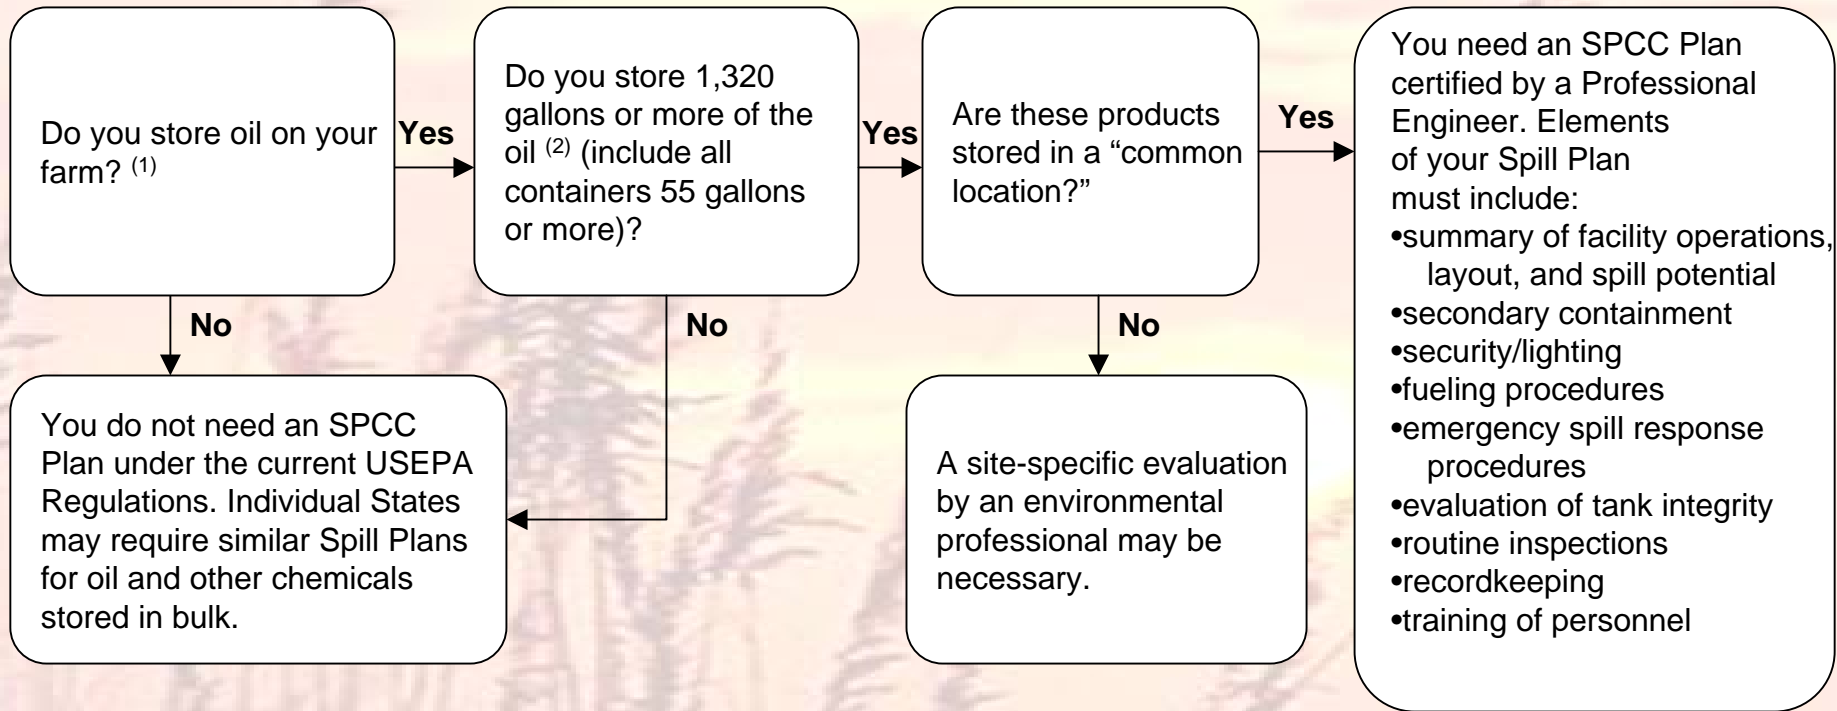 Do you store oil on your
farm? (1)
Yes
No
Do you store 1,320
gallons or more of the
oil (2) (include all
containers 55 gallons
or more)?
Yes
No
Are these products
stored in a “common
location?”
Yes
No
You need an SPCC Plan
certified by a Professional
Engineer. Elements
of your Spill Plan
must include:
•summary of facility operations,
layout, and spill potential
•secondary containment
•security/lighting
•fueling procedures
•emergency spill response
procedures
•evaluation of tank integrity
•routine inspections
•recordkeeping
•training of personnel
You do not need an SPCC
Plan under the current USEPA
Regulations. Individual States
may require similar Spill Plans
for oil and other chemicals
stored in bulk.
A site-specific evaluation
by an environmental
professional may be
necessary.